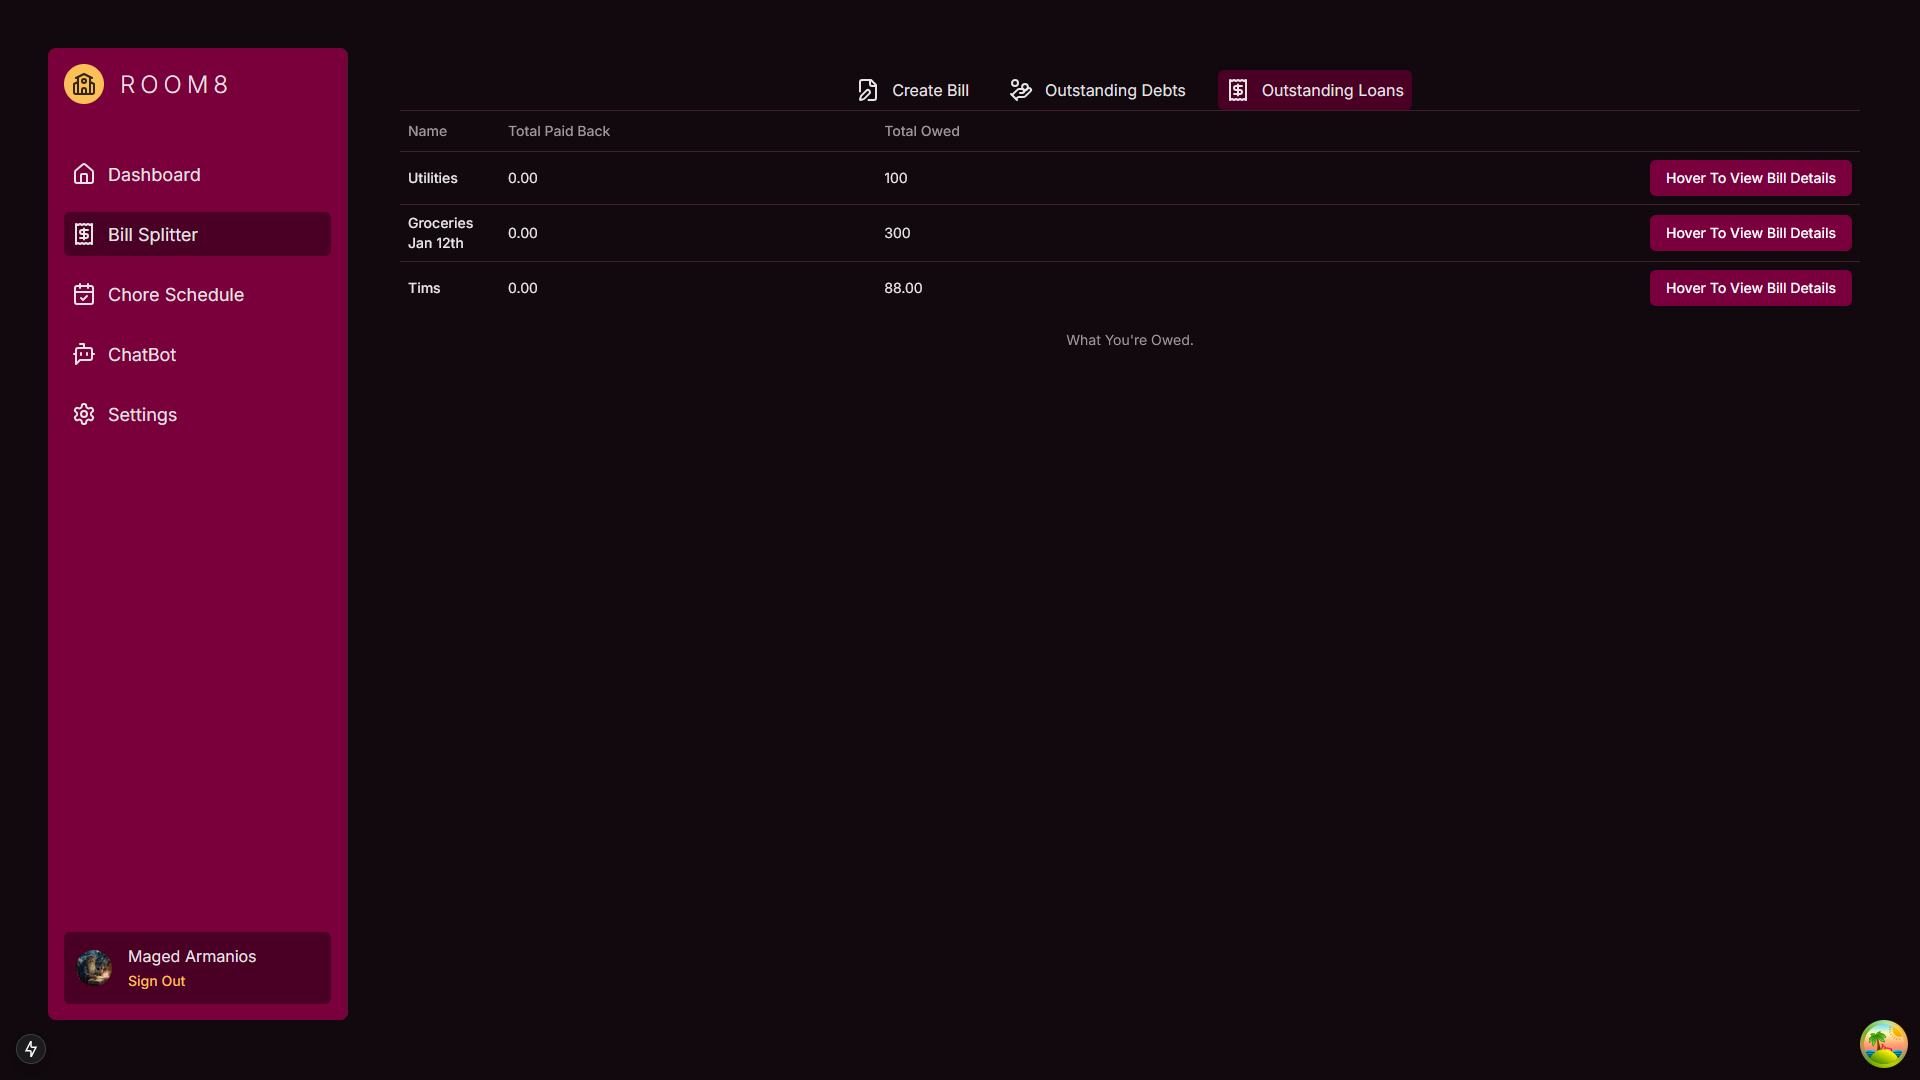 ROOM8
Dashboard
Bill Splitter
Chore Schedule
ChatBot
Settings
Maged Armanios
Sign Out
Create Bill
Outstanding Debts
Outstanding Loans
Name Total Paid Back Total Owed
Utilities 0.00 100 Hover To View Bill Details
Groceries
Jan 12th 0.00 300 Hover To View Bill Details
Tims 0.00 88.00 Hover To View Bill Details
What You're Owed.